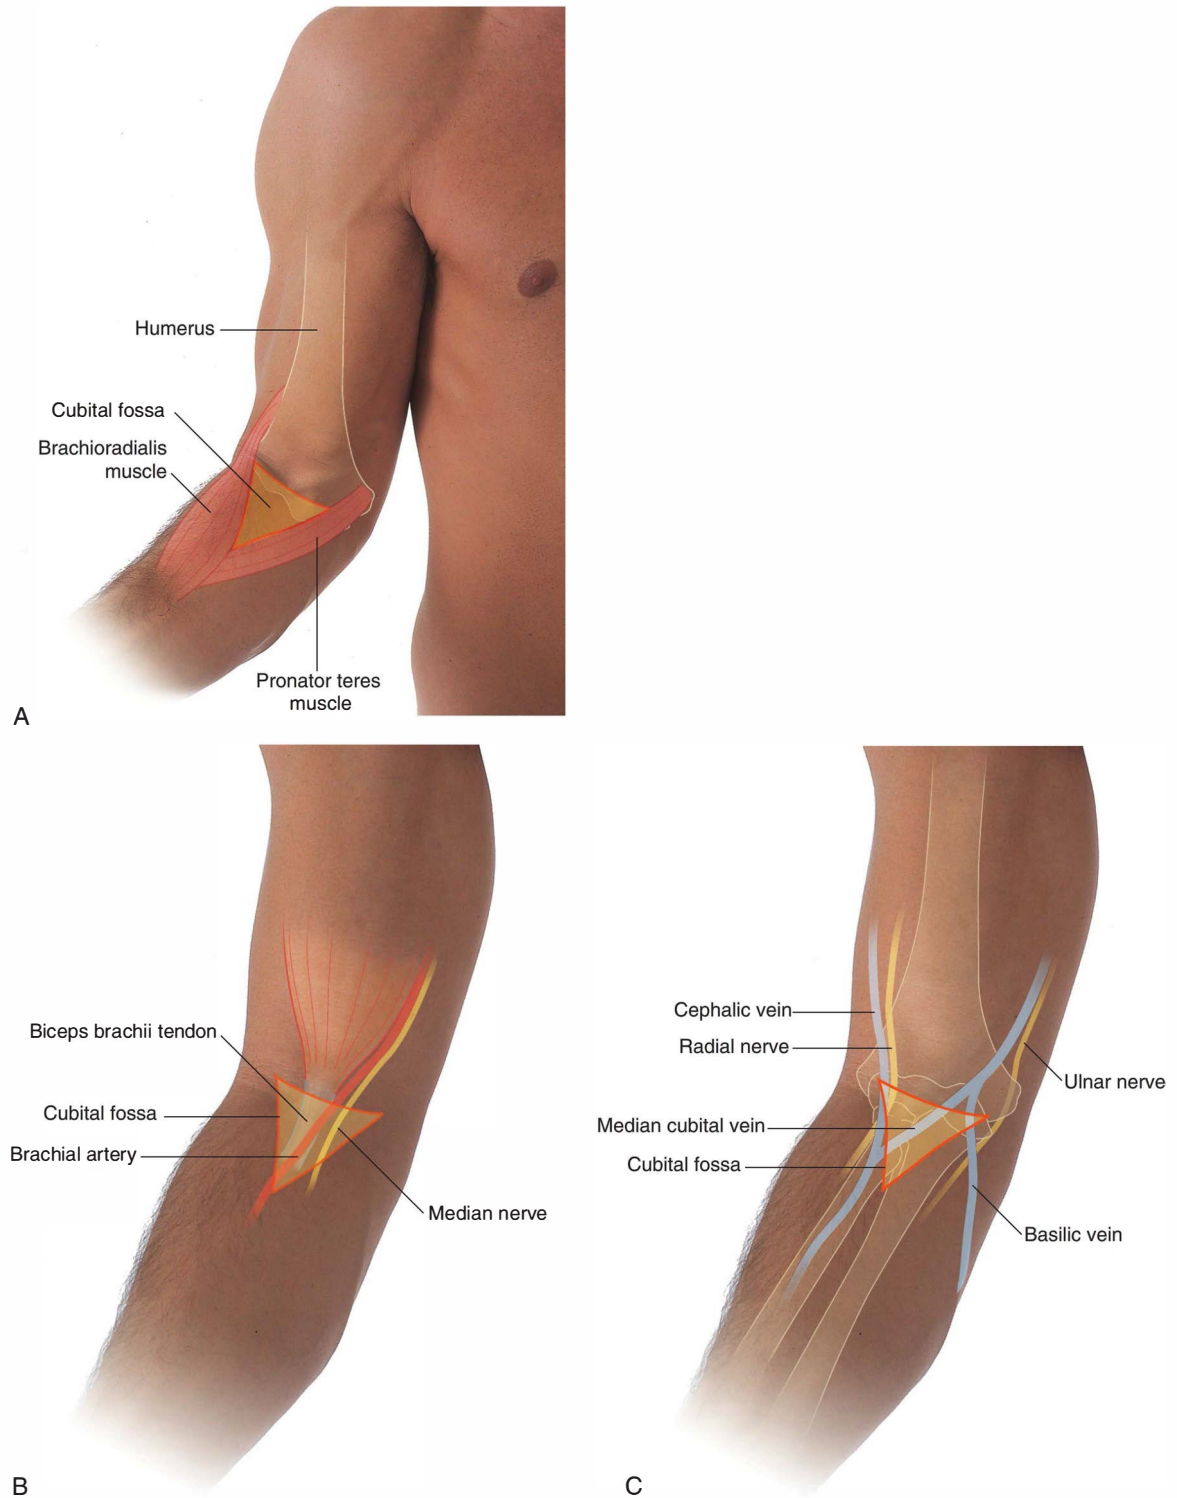 Humerus
Cubital fossa
Brachioradialis
muscle
Pronator teres
muscle
A
Biceps brachii tendon
Cubital fossa
Brachial artery
Median nerve
B
Cephalic vein
Radial nerve
Ulnar nerve
Median cubital vein
Cubital fossa
Basilic vein
C